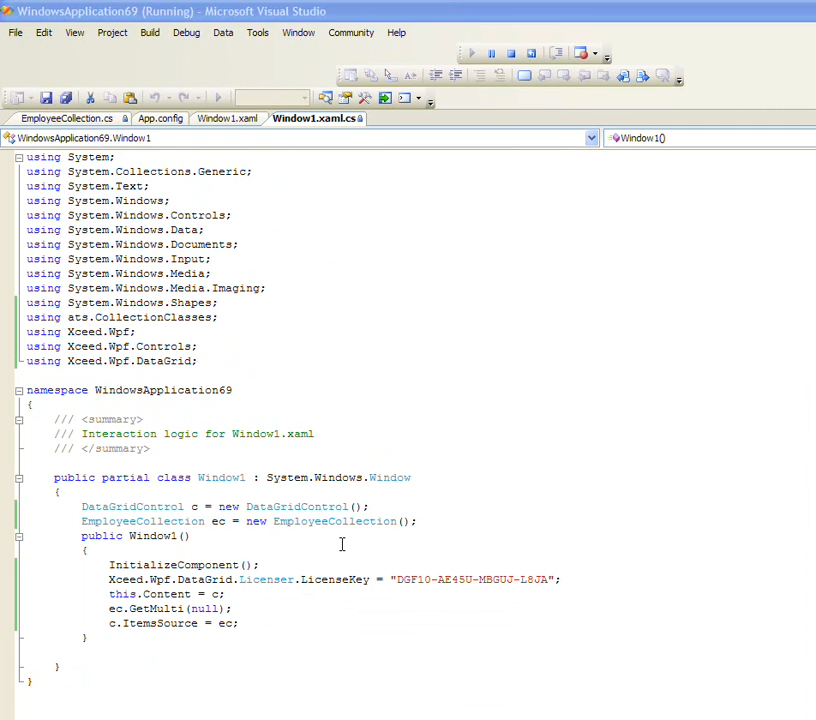 WindowsApplication69 (Running) - Microsoft Visual Studio
File Edit View Project Build Debug Data Tools Window Community Help
EmployeeCollection.cs App.config Window1.xaml Window1.xaml.cs
WindowsApplication69.Window1 Window1()
using System;
using System.Collections.Generic;
using System.Text;
using System.Windows;
using System.Windows.Controls;
using System.Windows.Data;
using System.Windows.Documents;
using System.Windows.Input;
using System.Windows.Media;
using System.Windows.Media.Imaging;
using System.Windows.Shapes;
using ats.CollectionClasses;
using Xceed.Wpf;
using Xceed.Wpf.Controls;
using Xceed.Wpf.DataGrid;
namespace WindowsApplication69
{
/// <summary>
/// Interaction logic for Window1.xaml
/// </summary>
public partial class Window1 : System.Windows.Window
{
DataGridControl c = new DataGridControl();
EmployeeCollection ec = new EmployeeCollection();
public Window1()
{
InitializeComponent();
Xceed.Wpf.DataGrid.Licenser.LicenseKey = "DGF10-AE45U-MBGUJ-L8JA";
this.Content = c;
ec.GetMulti(null);
c.ItemsSource = ec;
}
}
}